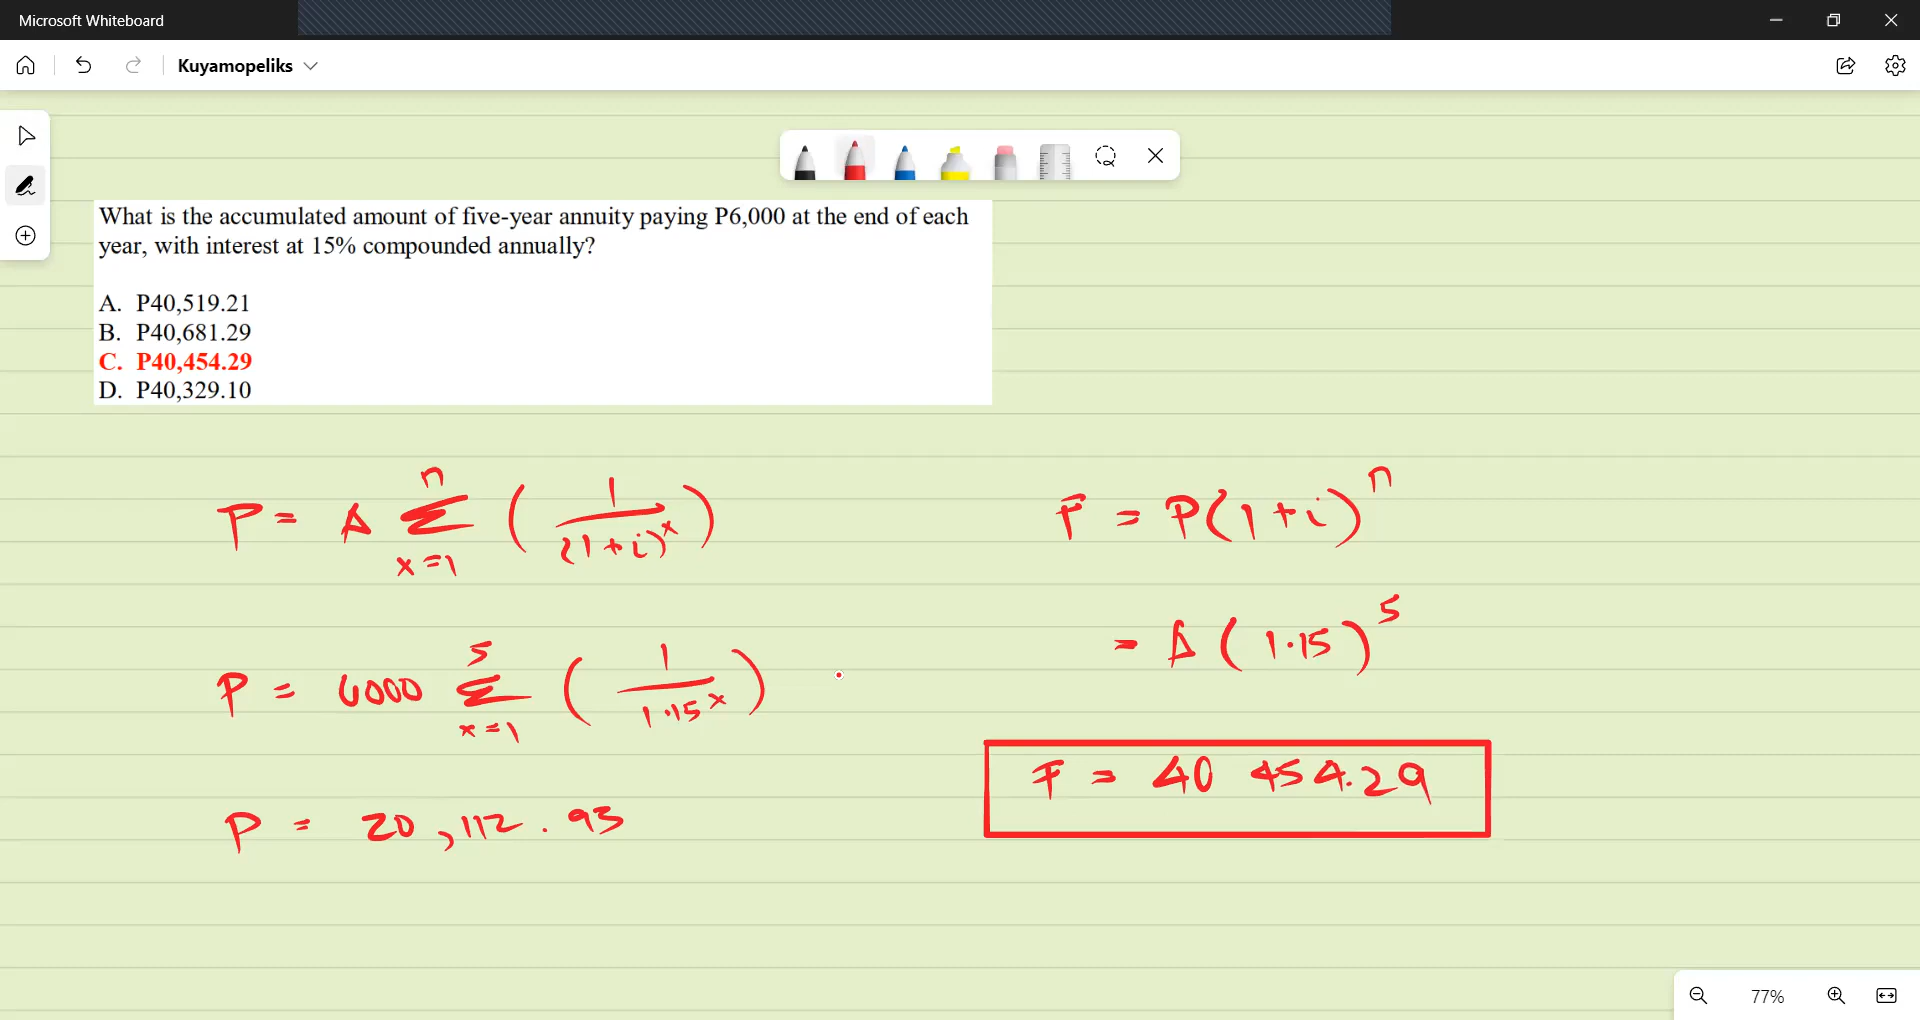 Microsoft Whiteboard
Kuyamopeliks
What is the accumulated amount of five-year annuity paying P6,000 at the end of each
year, with interest at 15% compounded annually?
A. P40,519.21
B. P40,681.29
C. P40,454.29
D. P40,329.10
P = A n Σ x=1 ( 1 / (1+i)^x )
F = P(1+i)^n
= A ( 1.15 )^5
P = 6000 5 Σ x=1 ( 1 / 1.15^x )
F = 40 454.29
P = 20,112.93
77%